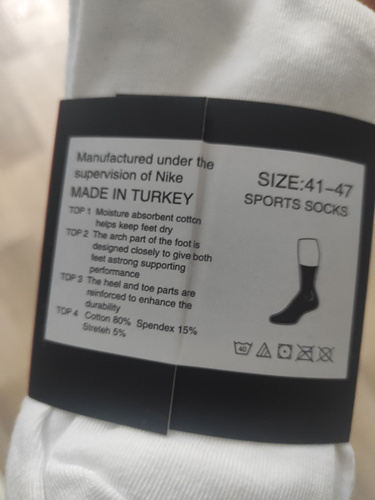 Manufactured under the
supervision of Nike
MADE IN TURKEY
TOP 1 Moisture absorbent cotton
helps keep feet dry
TOP 2 The arch part of the foot is
designed closely to give both
feet astrong supporting
performance
TOP 3 The heel and toe parts are
reinforced to enhance the
durability
TOP 4 Cotton 80% Spendex 15%
Streteh 5%
SIZE:41–47
SPORTS SOCKS
40